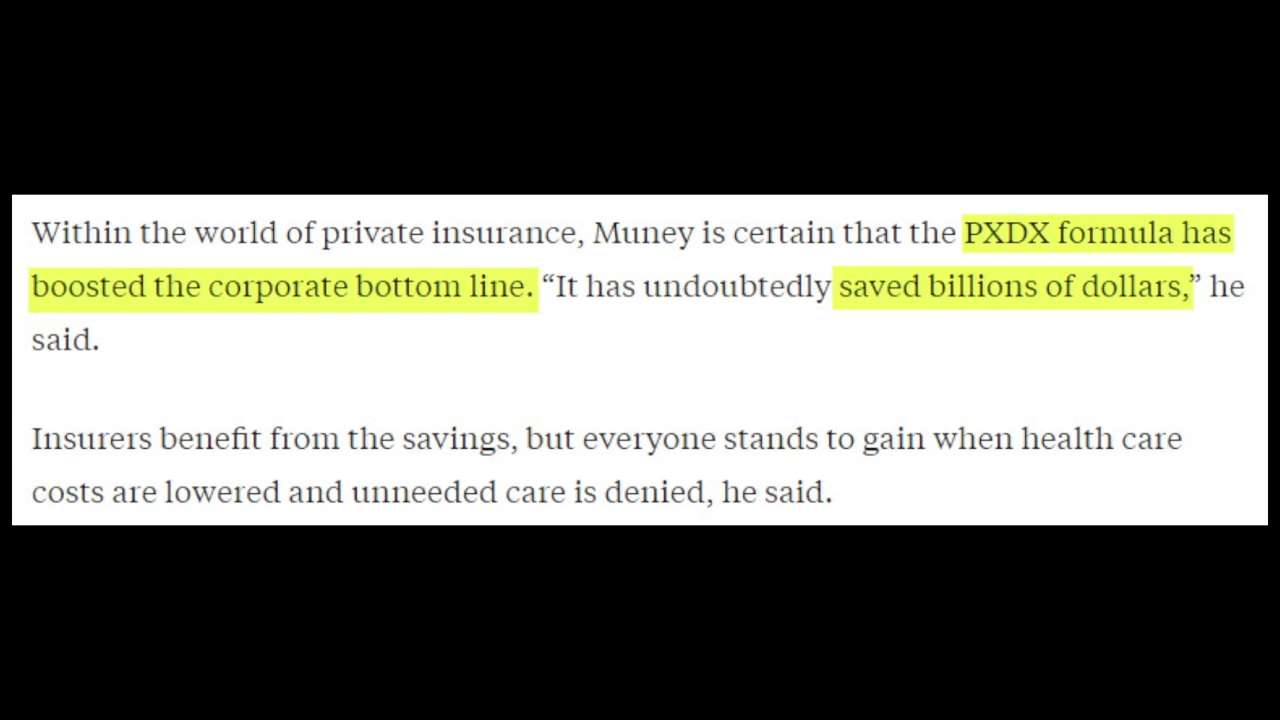 Within the world of private insurance, Muney is certain that the PXDX formula has
boosted the corporate bottom line. “It has undoubtedly saved billions of dollars,” he
said.
Insurers benefit from the savings, but everyone stands to gain when health care
costs are lowered and unneeded care is denied, he said.